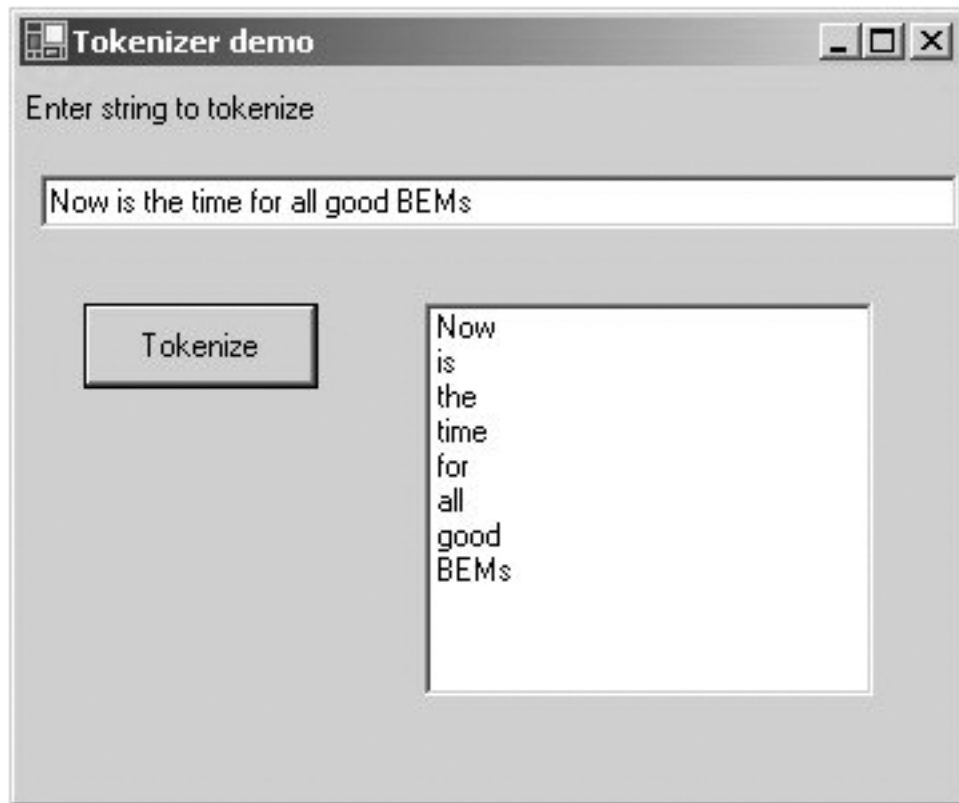 Tokenizer demo
Enter string to tokenize
Now is the time for all good BEMs
Tokenize
Now
is
the
time
for
all
good
BEMs